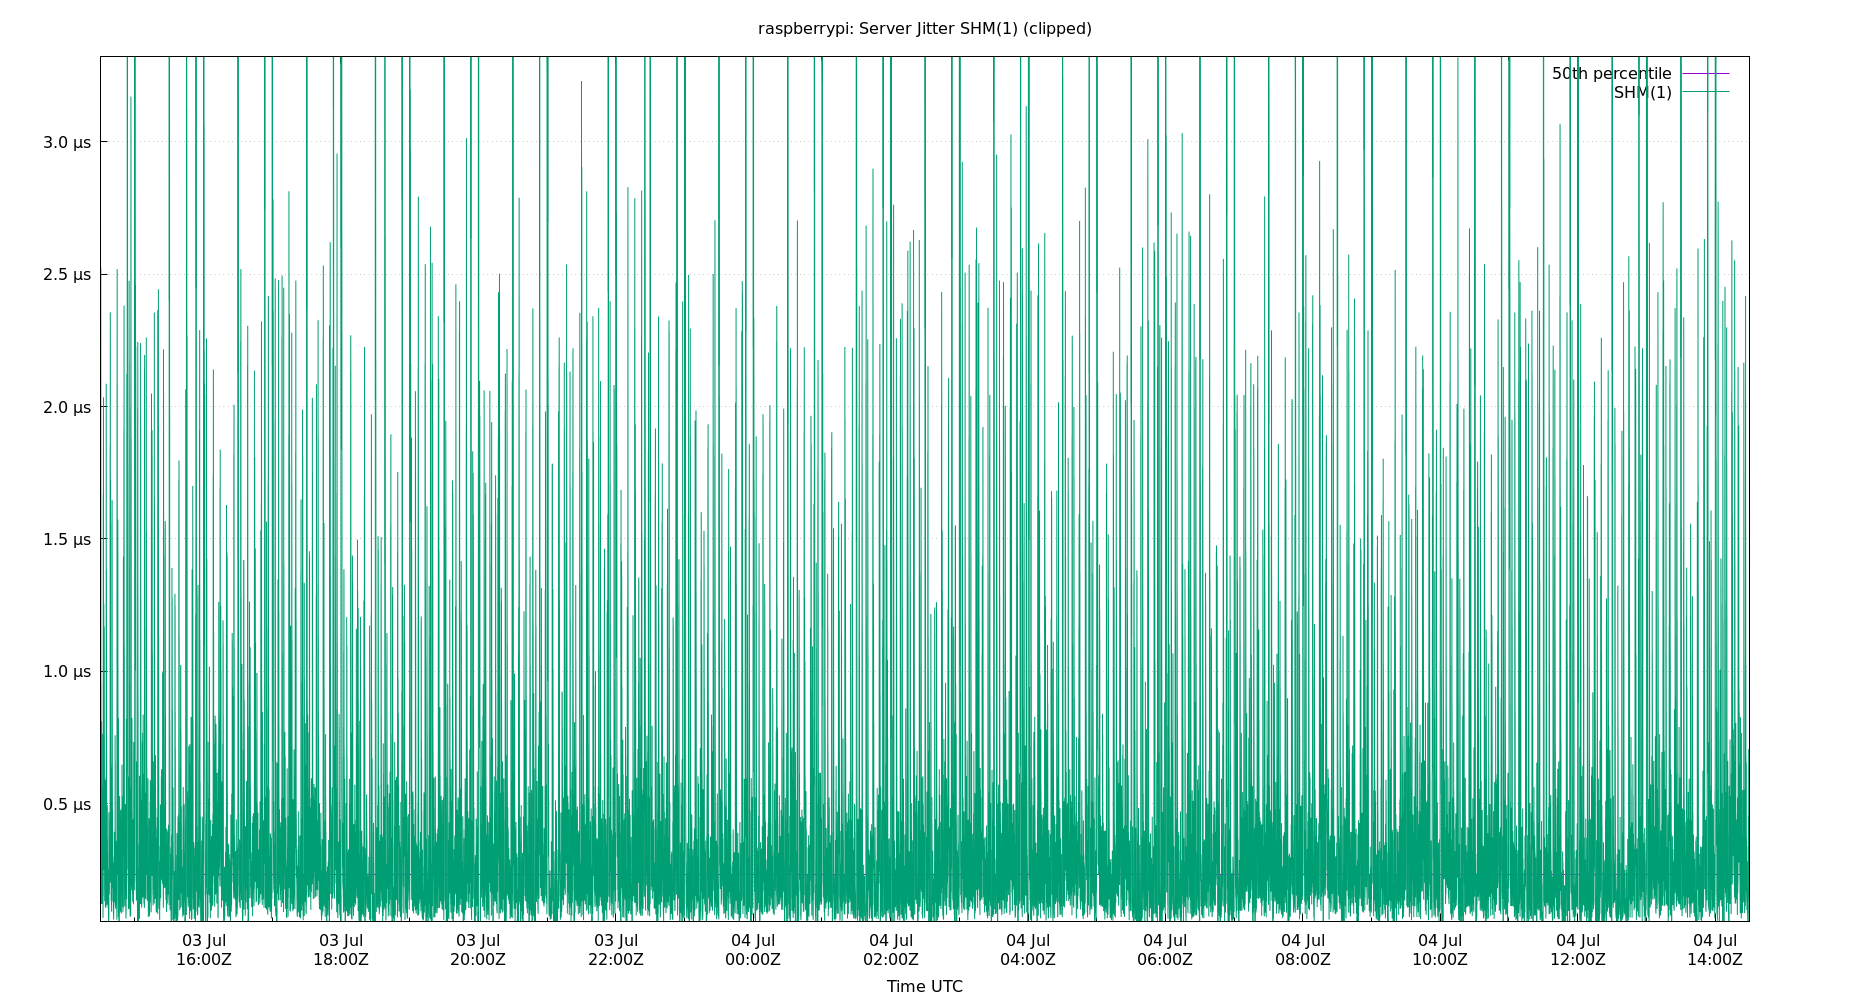 raspberrypi: Server Jitter SHM(1) (clipped)
50th percentile
SHM(1)
3.0 µs
2.5 µs
2.0 µs
1.5 µs
1.0 µs
0.5 µs
03 Jul 03 Jul 03 Jul 03 Jul 04 Jul 04 Jul 04 Jul 04 Jul 04 Jul 04 Jul 04 Jul 04 Jul
16:00Z 18:00Z 20:00Z 22:00Z 00:00Z 02:00Z 04:00Z 06:00Z 08:00Z 10:00Z 12:00Z 14:00Z
Time UTC